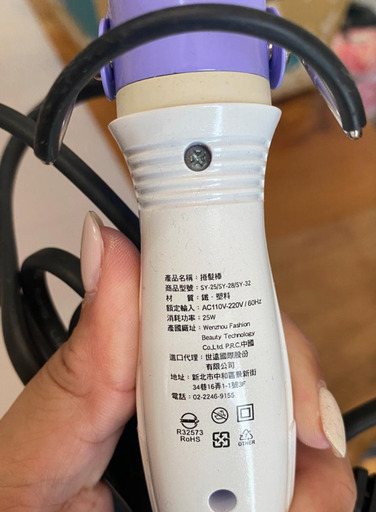 產品名稱：捲髮棒
商品型號：SY-25/SY-28/SY-32
材　　質：鐵．塑料
額定輸入：AC110V-220V / 60Hz
消耗功率：25W
產國廠址：Wenzhou Fashion
Beauty Technology
Co.,Ltd. P.R.C.中國
進口代理：世滶國際股份
有限公司
地址：新北市中和區景新街
34巷16弄1-1號3F
電話：02-2246-9155
R32573
RoHS
7
OTHER